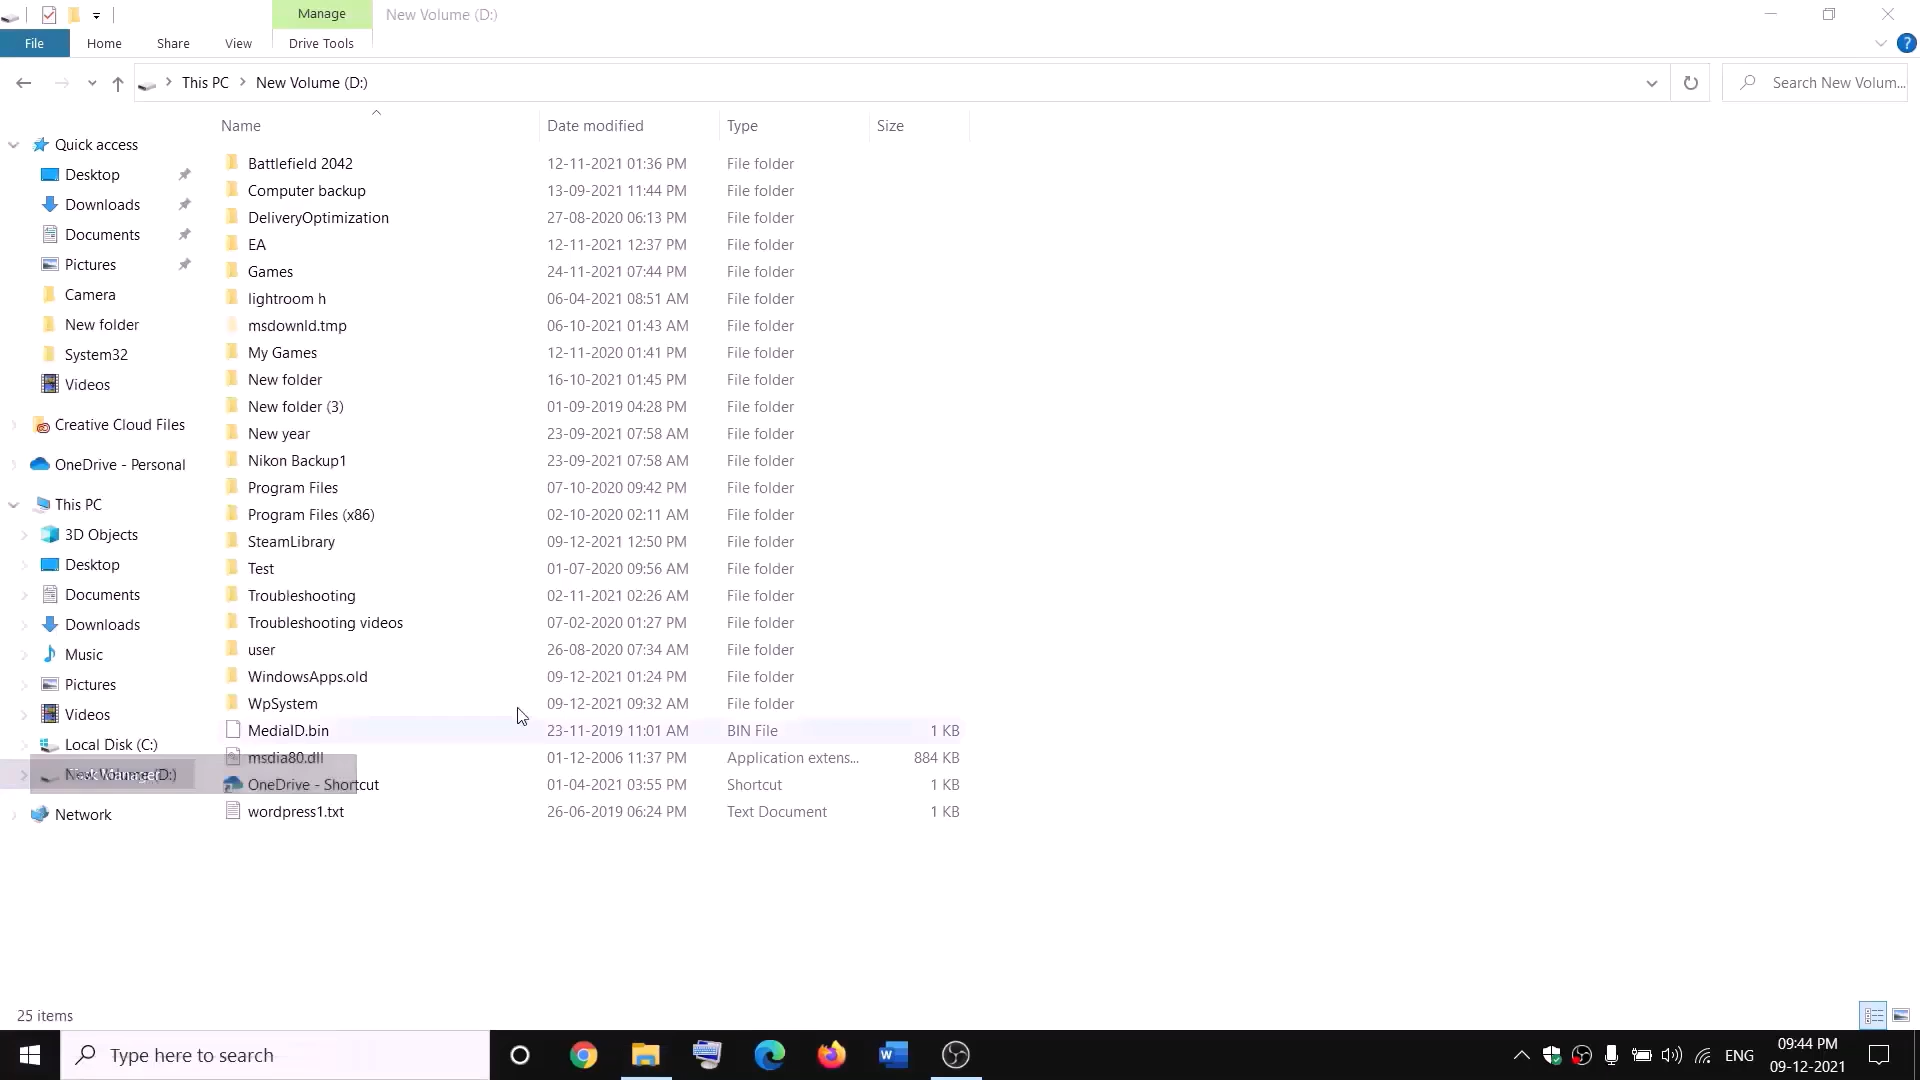 Manage
New Volume (D:)
File
Home
Share
View
Drive Tools
This PC
New Volume (D:)
Search New Volum...
Name
Date modified
Type
Size
Quick access
Desktop
Downloads
Documents
Pictures
Camera
New folder
System32
Videos
Creative Cloud Files
OneDrive - Personal
This PC
3D Objects
Desktop
Documents
Downloads
Music
Pictures
Videos
Local Disk (C:)
New Volume (D:)
Task Manager
Network
Battlefield 2042 12-11-2021 01:36 PM File folder
Computer backup 13-09-2021 11:44 PM File folder
DeliveryOptimization 27-08-2020 06:13 PM File folder
EA 12-11-2021 12:37 PM File folder
Games 24-11-2021 07:44 PM File folder
lightroom h 06-04-2021 08:51 AM File folder
msdownld.tmp 06-10-2021 01:43 AM File folder
My Games 12-11-2020 01:41 PM File folder
New folder 16-10-2021 01:45 PM File folder
New folder (3) 01-09-2019 04:28 PM File folder
New year 23-09-2021 07:58 AM File folder
Nikon Backup1 23-09-2021 07:58 AM File folder
Program Files 07-10-2020 09:42 PM File folder
Program Files (x86) 02-10-2020 02:11 AM File folder
SteamLibrary 09-12-2021 12:50 PM File folder
Test 01-07-2020 09:56 AM File folder
Troubleshooting 02-11-2021 02:26 AM File folder
Troubleshooting videos 07-02-2020 01:27 PM File folder
user 26-08-2020 07:34 AM File folder
WindowsApps.old 09-12-2021 01:24 PM File folder
WpSystem 09-12-2021 09:32 AM File folder
MediaID.bin 23-11-2019 11:01 AM BIN File 1 KB
msdia80.dll 01-12-2006 11:37 PM Application extens... 884 KB
OneDrive - Shortcut 01-04-2021 03:55 PM Shortcut 1 KB
wordpress1.txt 26-06-2019 06:24 PM Text Document 1 KB
25 items
Type here to search
ENG
09:44 PM
09-12-2021